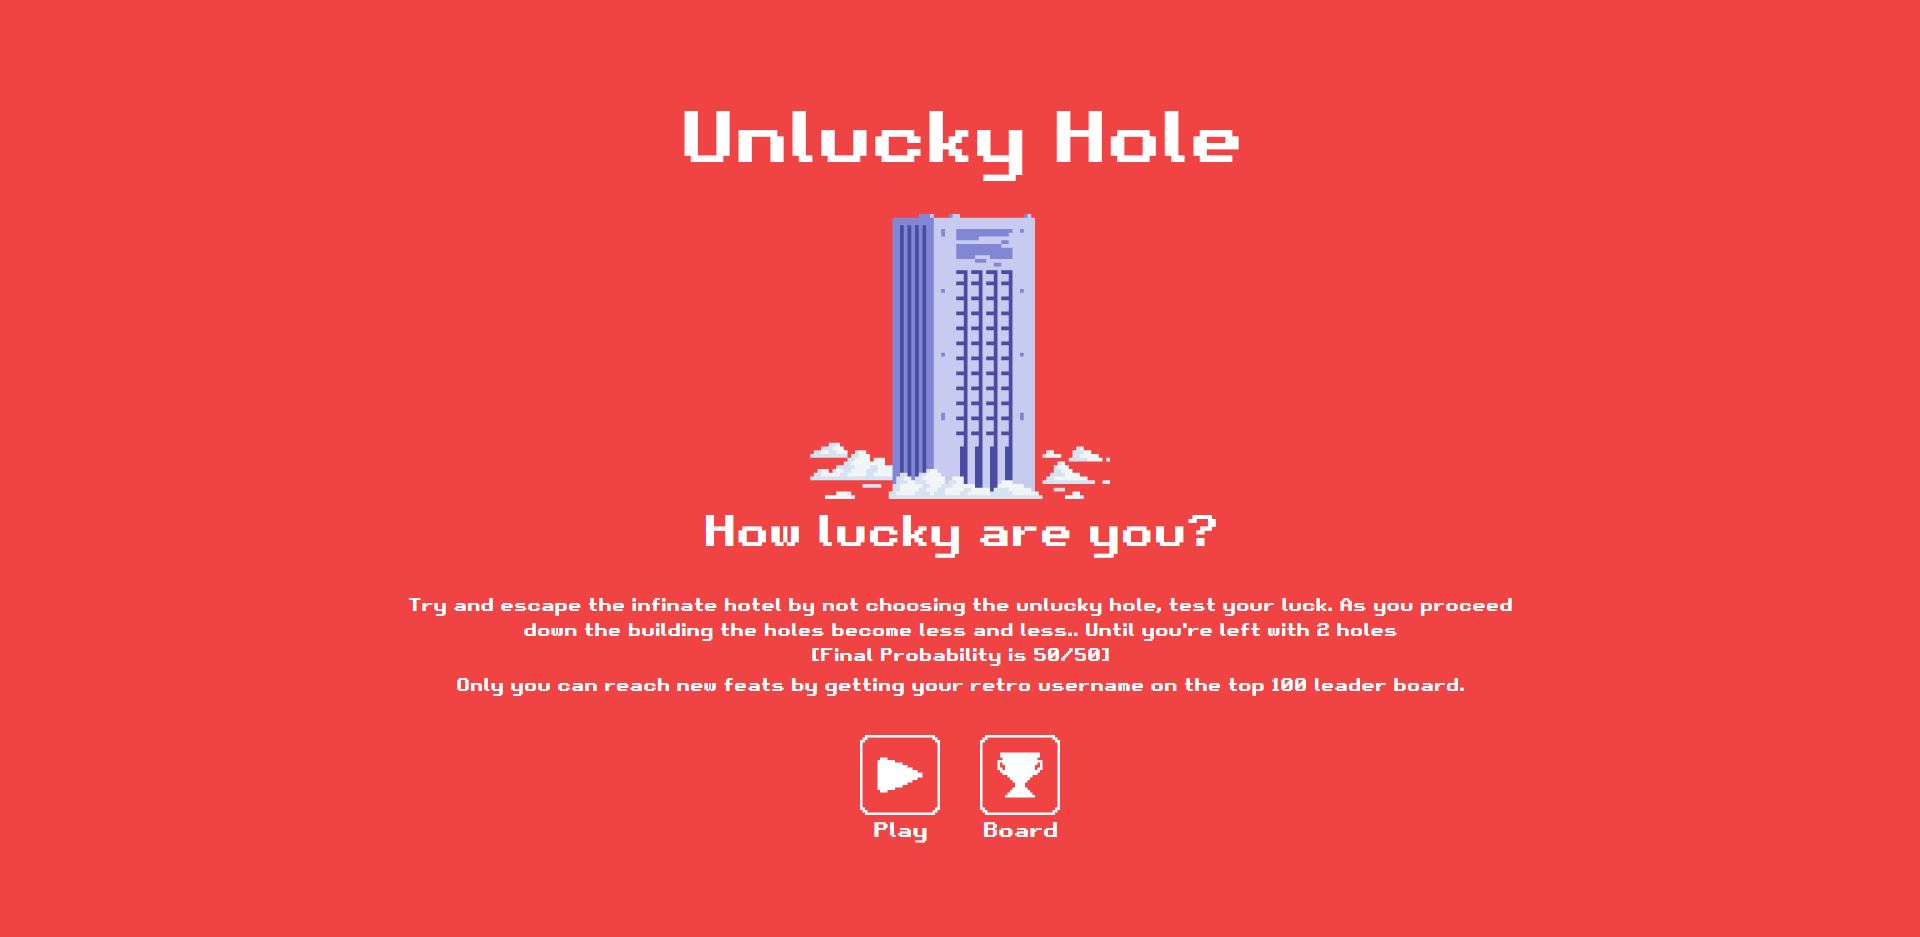 Unlucky Hole
How lucky are you?
Try and escape the infinate hotel by not choosing the unlucky hole, test your luck. As you proceed
down the building the holes become less and less.. Until you're left with 2 holes
[Final Probability is 50/50]
Only you can reach new feats by getting your retro username on the top 100 leader board.
Play
Board